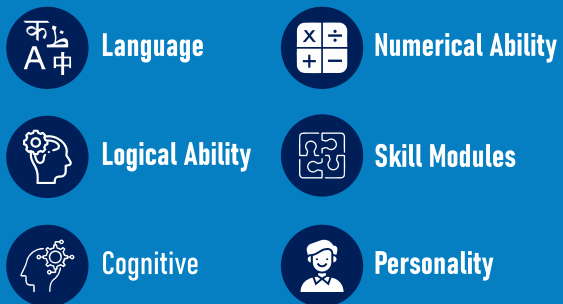 क ظ
A 中
Language
x ÷
+ −
Numerical Ability
Logical Ability
Skill Modules
Cognitive
Personality